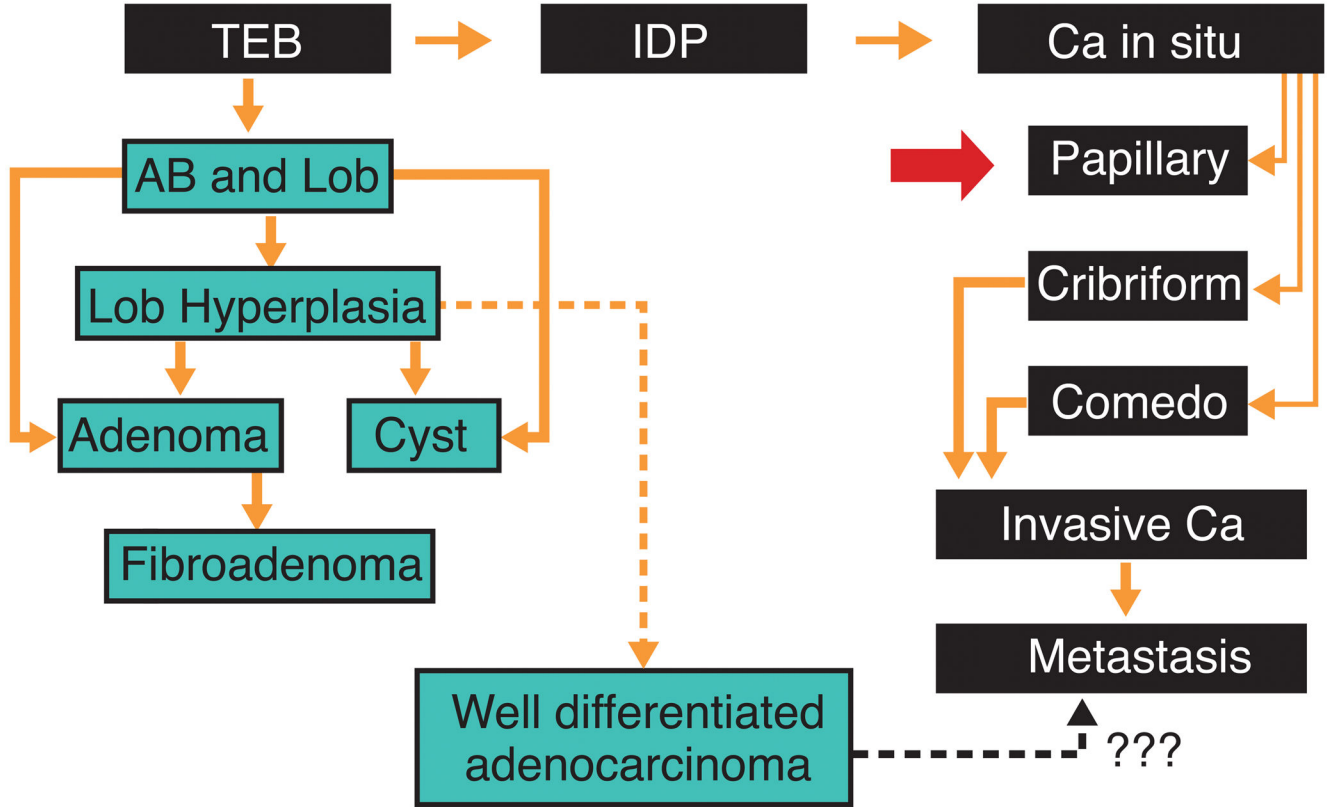 TEB
IDP
Ca in situ
AB and Lob
Papillary
Lob Hyperplasia
Cribriform
Adenoma
Cyst
Comedo
Invasive Ca
Fibroadenoma
Metastasis
Well differentiated
adenocarcinoma
???